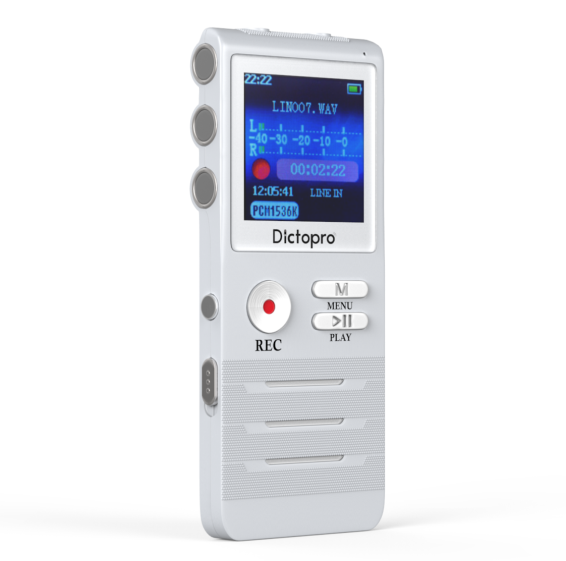 22:22
LIN007.WAV
L
-40 -30 -20 -10 -0
R
00:02:22
12:05:41 LINE IN
PCM1536K
Dictopro
M
MENU
>II
REC
PLAY